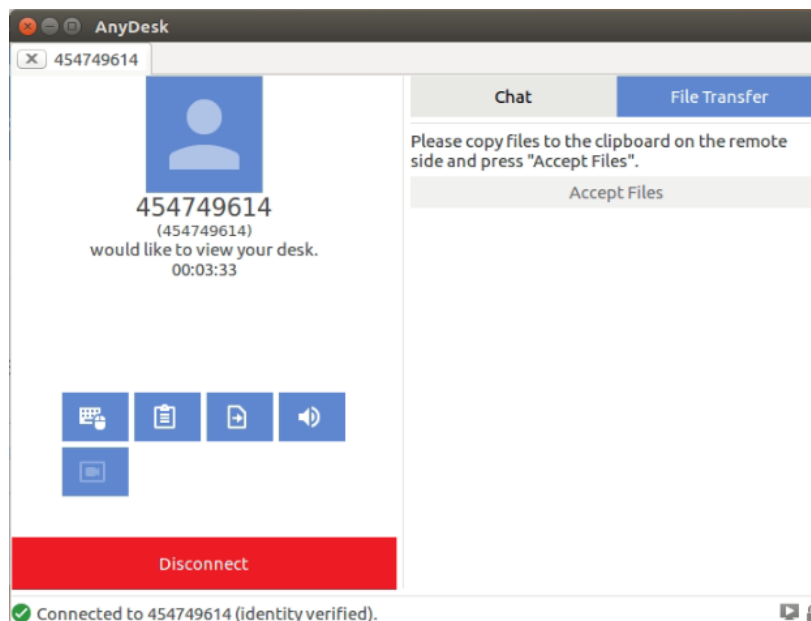 AnyDesk
454749614
Chat
File Transfer
Please copy files to the clipboard on the remote
side and press "Accept Files".
Accept Files
454749614
(454749614)
would like to view your desk.
00:03:33
Disconnect
Connected to 454749614 (identity verified).